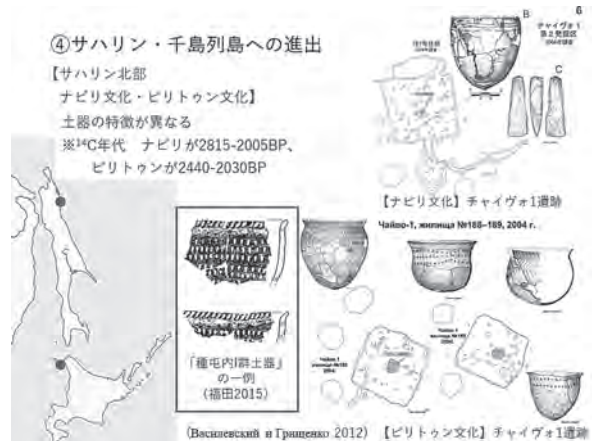 6
④サハリン・千島列島への進出
【サハリン北部
ナビリ文化・ピリトゥン文化】
土器の特徴が異なる
※¹⁴C年代 ナビリが2815-2005BP、
ピリトゥンが2440-2030BP
B
チャイヴォ1
C
【ナビリ文化】チャイヴォ1遺跡
Чайво-1, жилища №188–189, 2004 г.
「種屯内Ⅰ群土器」
の一例
(福田2015)
(Василевский и Грищенко 2012)
【ピリトゥン文化】チャイヴォ1遺跡